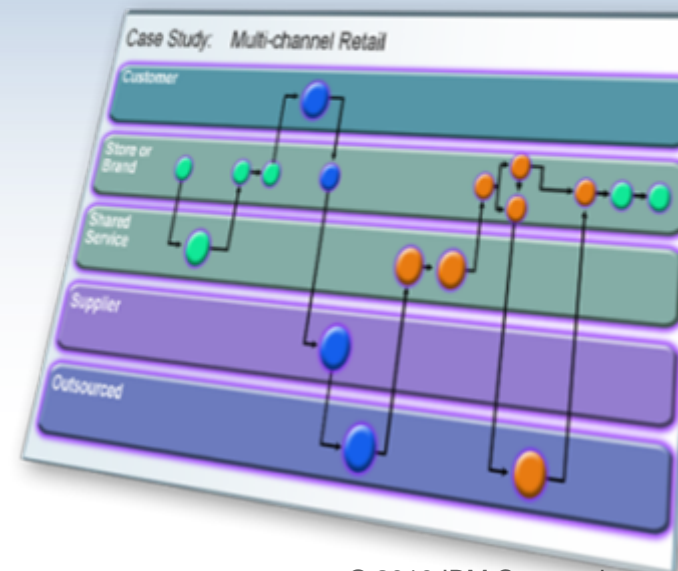 Case Study: Multi-channel Retail
Customer
Store or
Brand
Shared
Service
Supplier
Outsourced